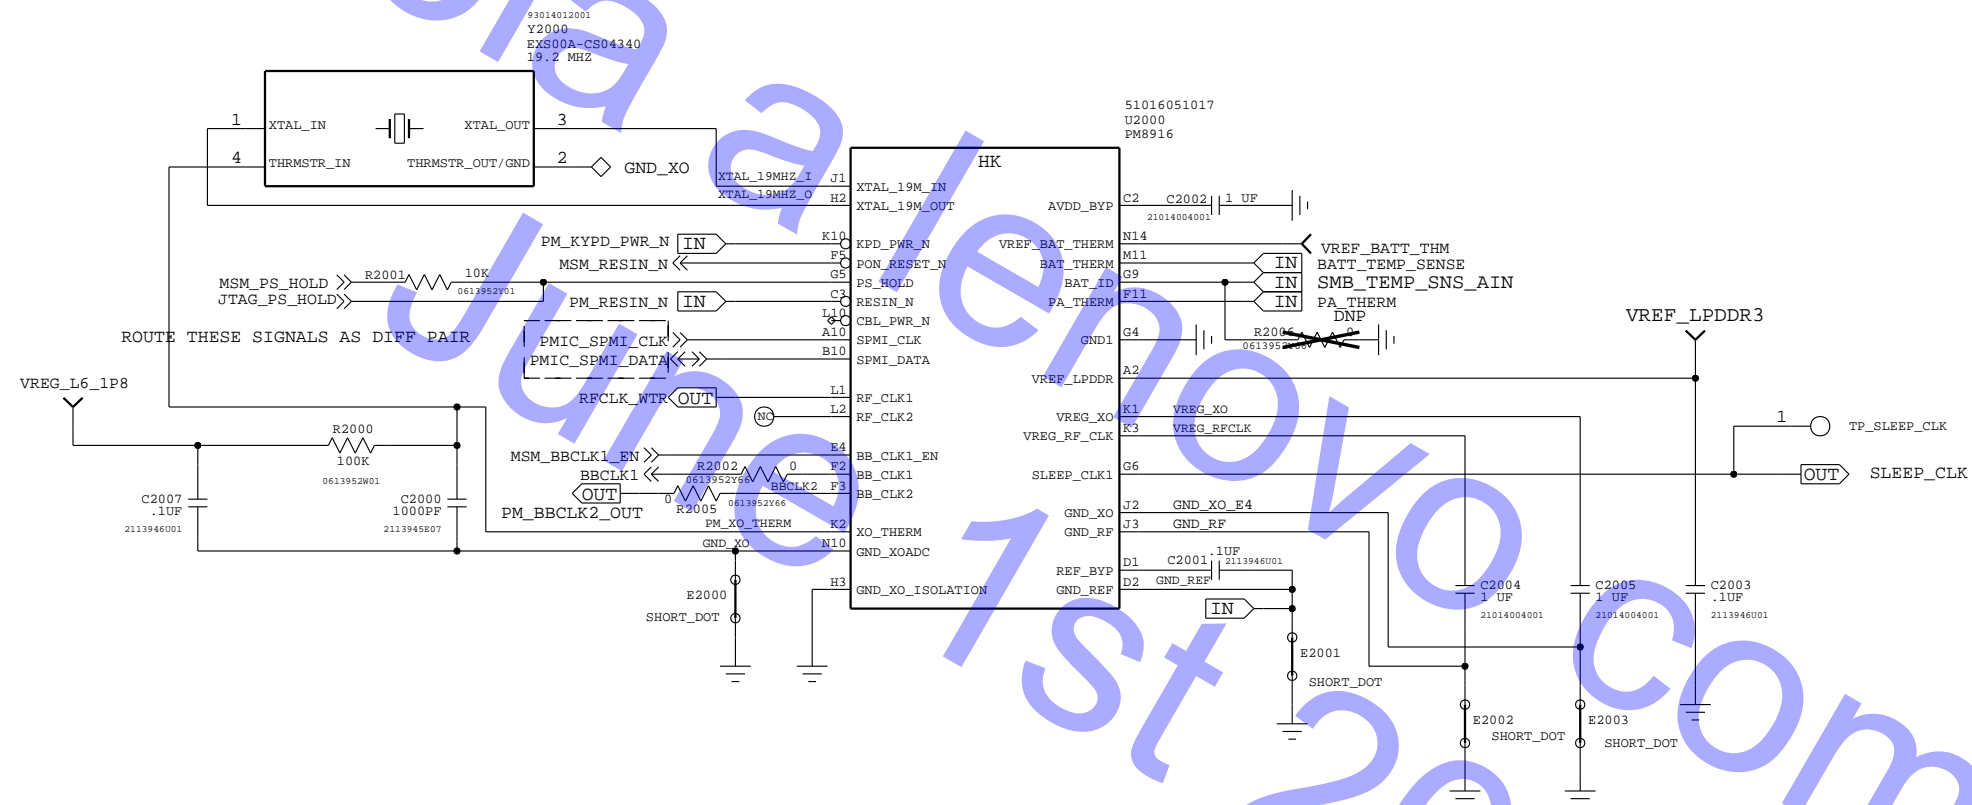 93014012001
Y2000
EXS00A-CS04340
19.2 MHZ
1 XTAL_IN XTAL_OUT 3
4 THRMSTR_IN THRMSTR_OUT/GND 2 GND_XO
51016051017
U2000
PM8916
HK
XTAL_19MHZ_I J1 XTAL_19M_IN
XTAL_19MHZ_O H2 XTAL_19M_OUT
PM_KYPD_PWR_N IN K10 KPD_PWR_N
MSM_RESIN_N F5 PON_RESET_N
MSM_PS_HOLD R2001 10K 0613952Y01 G5 PS_HOLD
JTAG_PS_HOLD
PM_RESIN_N IN C3 RESIN_N
L10 CBL_PWR_N
ROUTE THESE SIGNALS AS DIFF PAIR
PMIC_SPMI_CLK A10 SPMI_CLK
PMIC_SPMI_DATA B10 SPMI_DATA
VREG_L6_1P8
RFCLK_WTR OUT L1 RF_CLK1
NC L2 RF_CLK2
R2000
100K
0613952W01
MSM_BBCLK1_EN E4 BB_CLK1_EN
BBCLK1 R2002 0 0613952Y66 F2 BB_CLK1
OUT 0 R2005 0613952Y66 BBCLK2 F3 BB_CLK2
PM_BBCLK2_OUT
C2007
.1UF
2113946U01
C2000
1000PF
2113945E07
PM_XO_THERM K2 XO_THERM
GND_XO N10 GND_XOADC
E2000
SHORT_DOT
H3 GND_XO_ISOLATION
AVDD_BYP C2 C2002 1 UF
21014004001
VREF_BAT_THERM N14 VREF_BATT_THM
BAT_THERM M11 IN BATT_TEMP_SENSE
BAT_ID G9 IN SMB_TEMP_SNS_AIN
PA_THERM F11 IN PA_THERM
DNP
GND1 G4 R2006 0
VREF_LPDDR3
VREF_LPDDR A2
VREG_XO K1 VREG_XO
VREG_RF_CLK K3 VREG_RFCLK
1 TP_SLEEP_CLK
SLEEP_CLK1 G6 OUT SLEEP_CLK
GND_XO J2 GND_XO_E4
GND_RF J3 GND_RF
REF_BYP D1 C2001 .1UF 2113946U01
GND_REF D2 GND_REF
IN
E2001
SHORT_DOT
C2004
1 UF
21014004001
C2005
1 UF
21014004001
C2003
.1UF
2113946U01
E2002
SHORT_DOT
E2003
SHORT_DOT
a lenovo com
June 1st